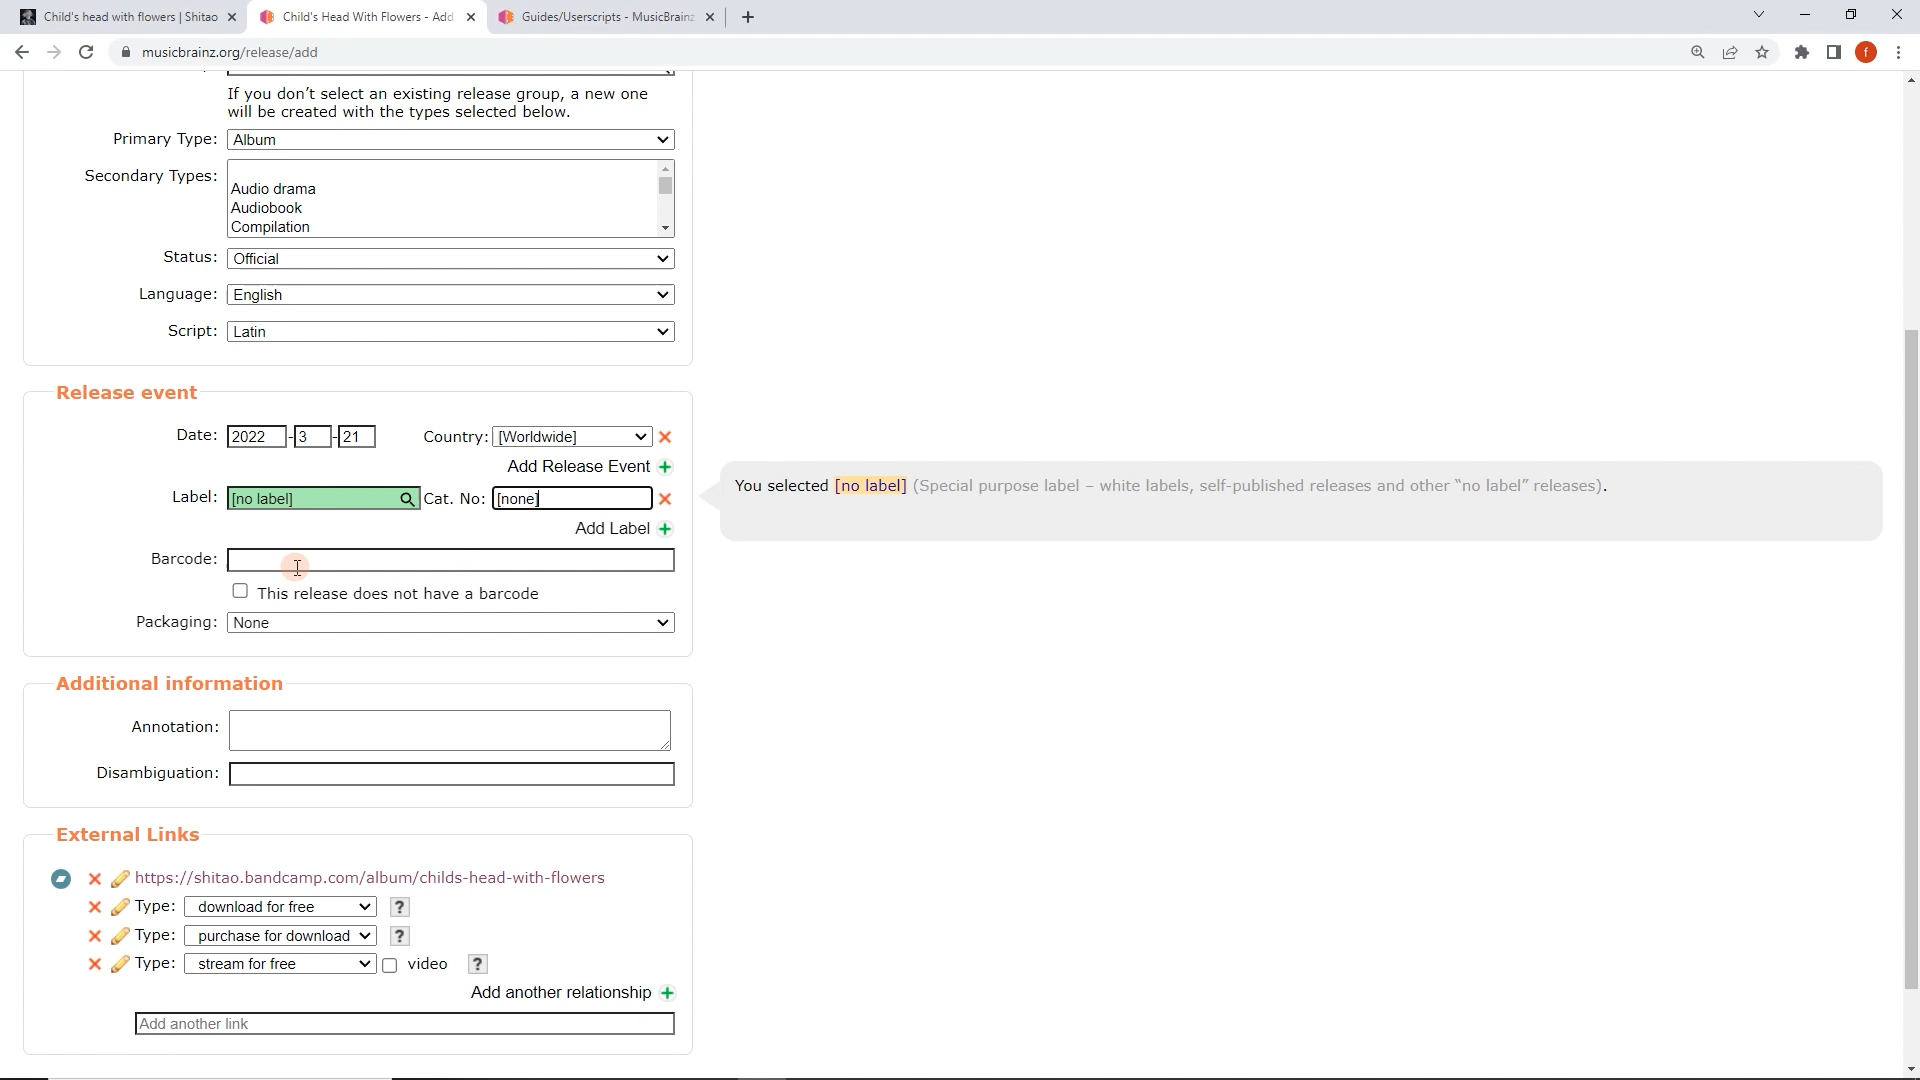 Child's head with flowers | Shitao
Child's Head With Flowers - Add
Guides/Userscripts - MusicBrainz
musicbrainz.org/release/add
f
If you don't select an existing release group, a new one
will be created with the types selected below.
Primary Type: Album
Secondary Types:
Audio drama
Audiobook
Compilation
Status: Official
Language: English
Script: Latin
Release event
Date: 2022 - 3 - 21 Country: [Worldwide]
Add Release Event
Label: [no label] Cat. No: [none]
You selected [no label] (Special purpose label – white labels, self-published releases and other “no label” releases).
Add Label
Barcode:
This release does not have a barcode
Packaging: None
Additional information
Annotation:
Disambiguation:
External Links
https://shitao.bandcamp.com/album/childs-head-with-flowers
Type: download for free ?
Type: purchase for download ?
Type: stream for free video ?
Add another relationship
Add another link